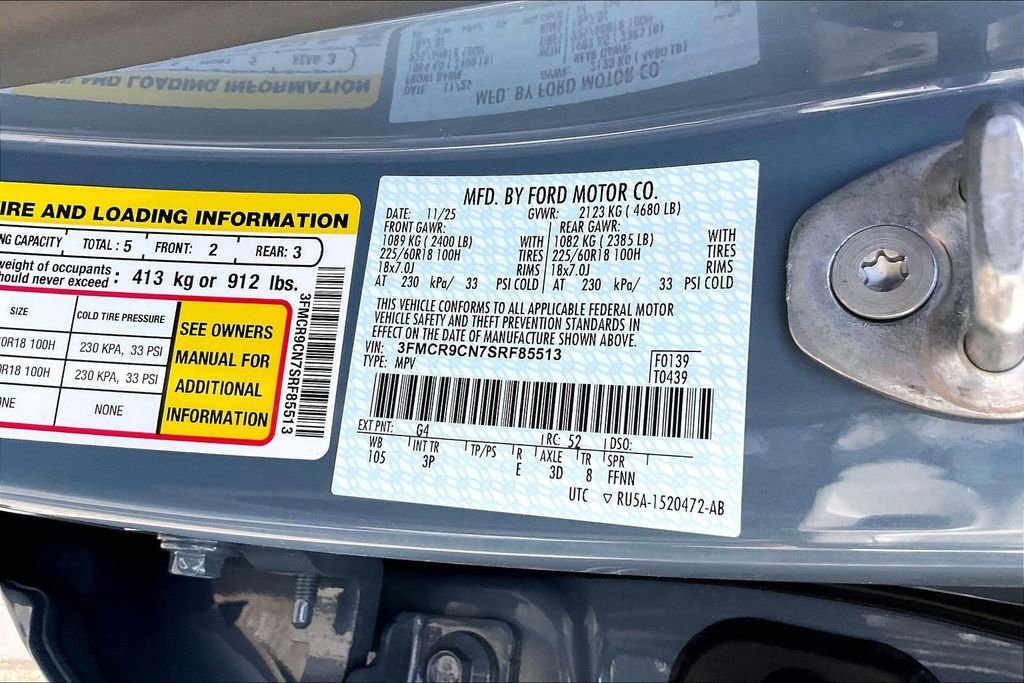 IRE AND LOADING INFORMATION
NG CAPACITY TOTAL : 5 FRONT: 2 REAR: 3
weight of occupants
hould never exceed : 413 kg or 912 lbs.
SIZE COLD TIRE PRESSURE
R18 100H 230 KPA, 33 PSI
R18 100H 230 KPA, 33 PSI
NE NONE
SEE OWNERS
MANUAL FOR
ADDITIONAL
INFORMATION
3FMCR9CN7SRF85513
MFD. BY FORD MOTOR CO.
DATE: 11/25 GVWR: 2123 KG ( 4680 LB)
FRONT GAWR: REAR GAWR:
1089 KG ( 2400 LB) WITH 1082 KG ( 2385 LB) WITH
225/60R18 100H TIRES 225/60R18 100H TIRES
18x7.0J RIMS 18x7.0J RIMS
AT 230 kPa/ 33 PSI COLD AT 230 kPa/ 33 PSI COLD
THIS VEHICLE CONFORMS TO ALL APPLICABLE FEDERAL MOTOR
VEHICLE SAFETY AND THEFT PREVENTION STANDARDS IN
EFFECT ON THE DATE OF MANUFACTURE SHOWN ABOVE.
VIN: 3FMCR9CN7SRF85513 F0139
TYPE: MPV T0439
EXT PNT: G4 RC: 52 DSO:
WB INT TR TP/PS R AXLE TR SPR
105 3P E 3D 8 FFNN
UTC ▽ RU5A-1520472-AB